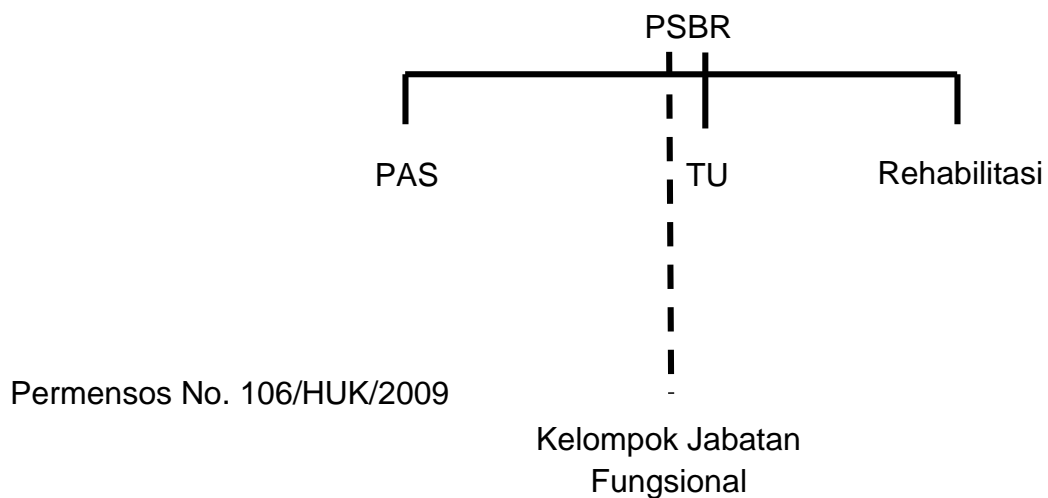 PSBR
PAS
TU
Rehabilitasi
Permensos No. 106/HUK/2009
Kelompok Jabatan
Fungsional